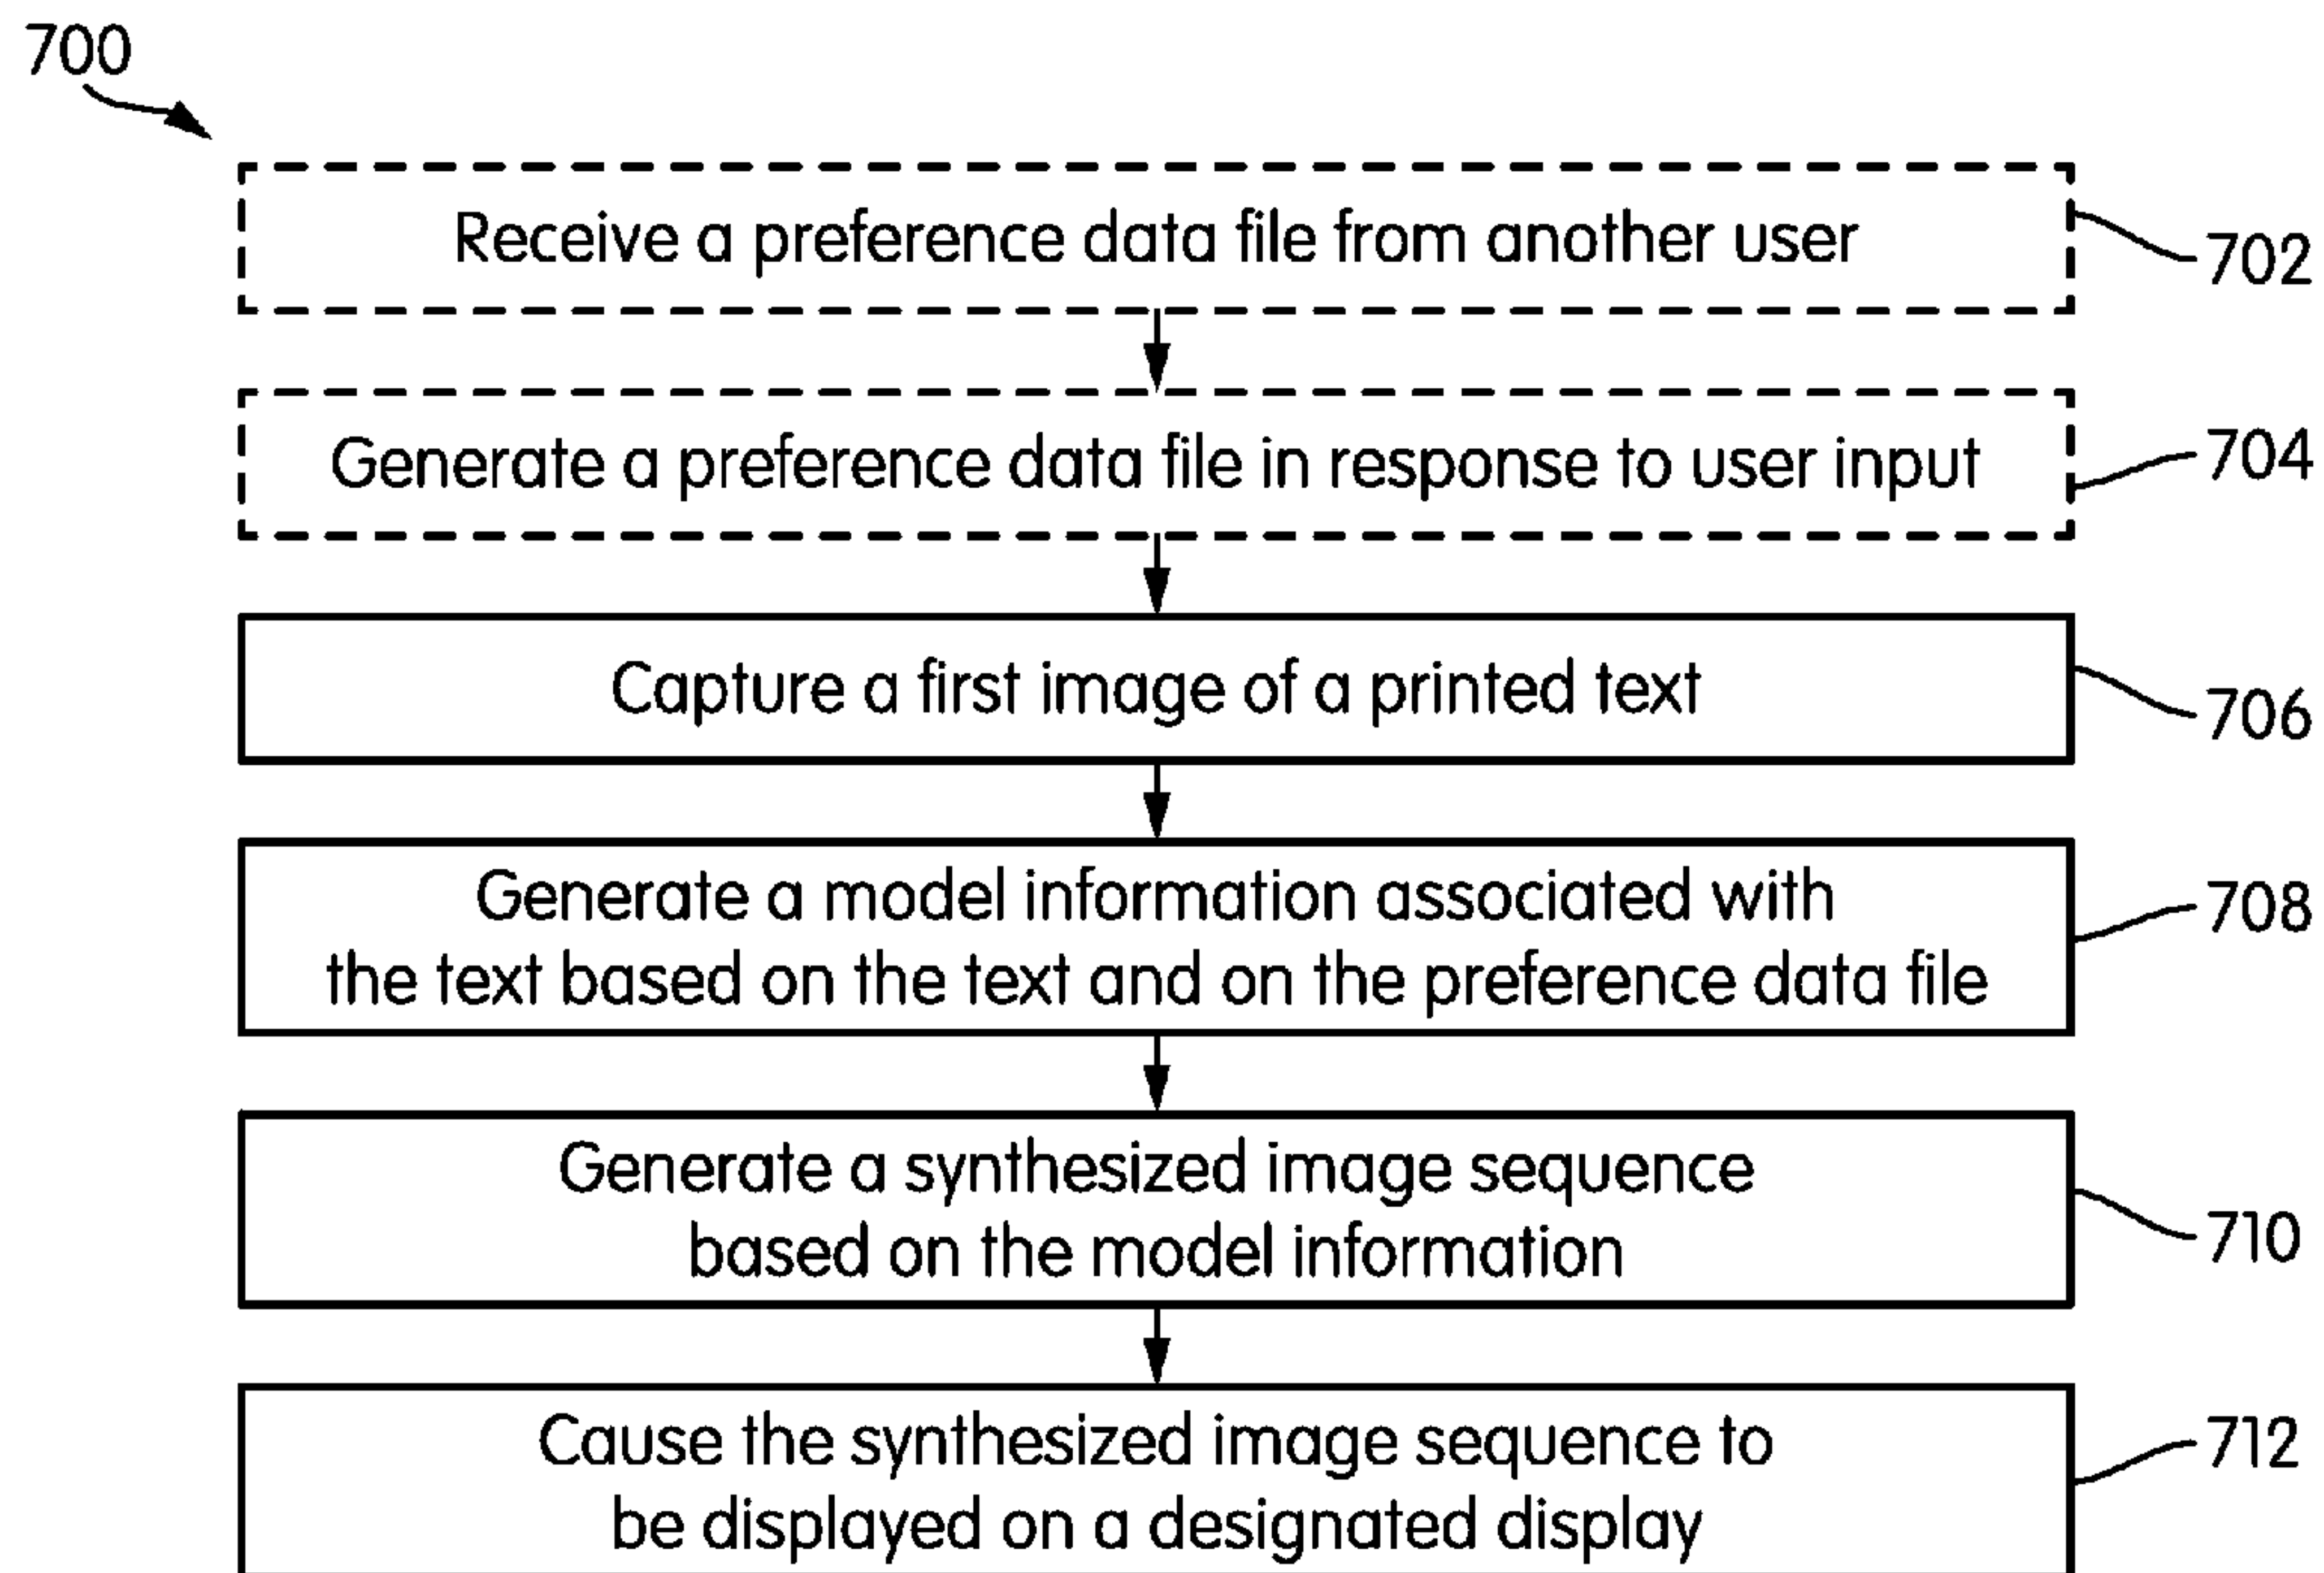 700
Receive a preference data file from another user
702
Generate a preference data file in response to user input
704
Capture a first image of a printed text
706
Generate a model information associated with
the text based on the text and on the preference data file
708
Generate a synthesized image sequence
based on the model information
710
Cause the synthesized image sequence to
be displayed on a designated display
712